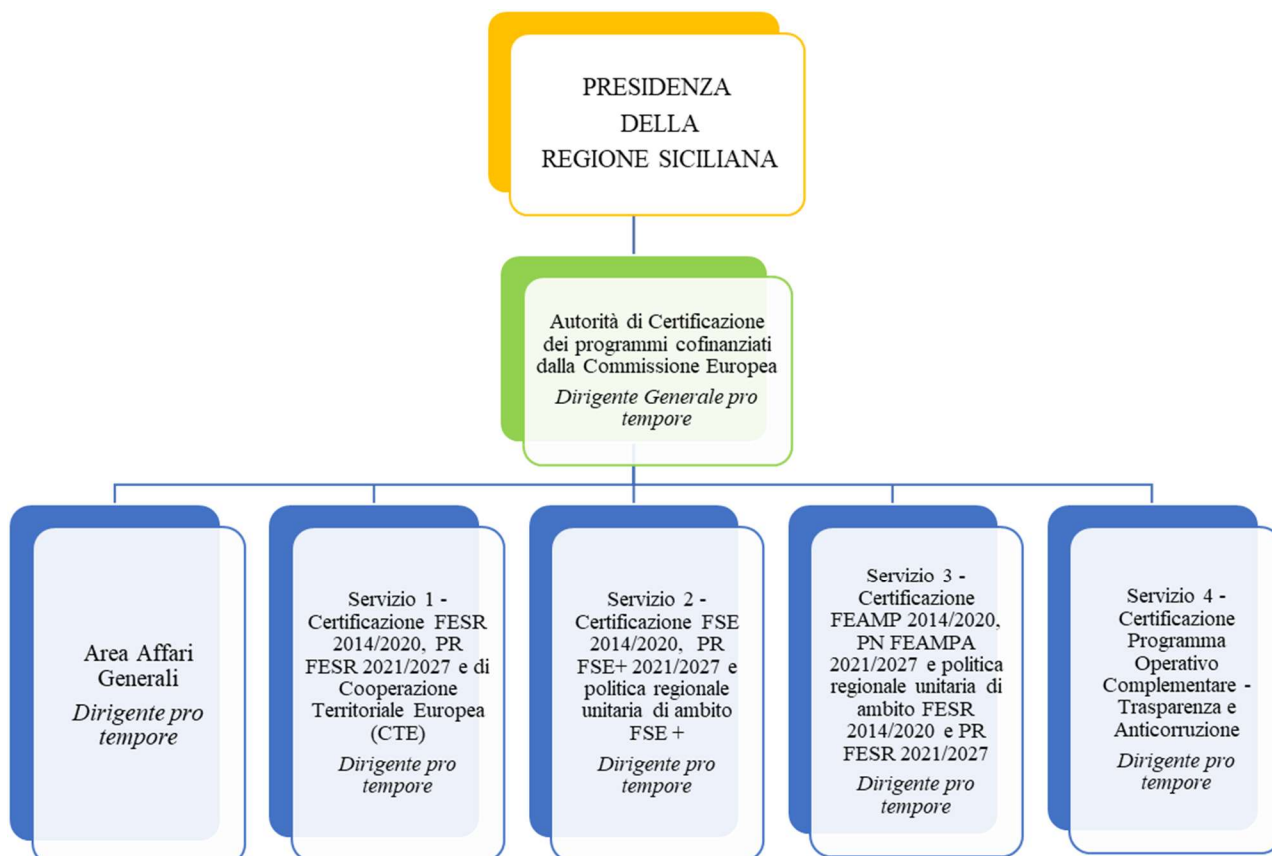 PRESIDENZA
DELLA
REGIONE SICILIANA
Autorità di Certificazione
dei programmi cofinanziati
dalla Commissione Europea
Dirigente Generale pro
tempore
Area Affari
Generali
Dirigente pro
tempore
Servizio 1 -
Certificazione FESR
2014/2020, PR
FESR 2021/2027 e di
Cooperazione
Territoriale Europea
(CTE)
Dirigente pro
tempore
Servizio 2 -
Certificazione FSE
2014/2020, PR
FSE+ 2021/2027 e
politica regionale
unitaria di ambito
FSE +
Dirigente pro
tempore
Servizio 3 -
Certificazione
FEAMP 2014/2020,
PN FEAMPA
2021/2027 e politica
regionale unitaria di
ambito FESR
2014/2020 e PR
FESR 2021/2027
Dirigente pro
tempore
Servizio 4 -
Certificazione
Programma
Operativo
Complementare -
Trasparenza e
Anticorruzione
Dirigente pro
tempore